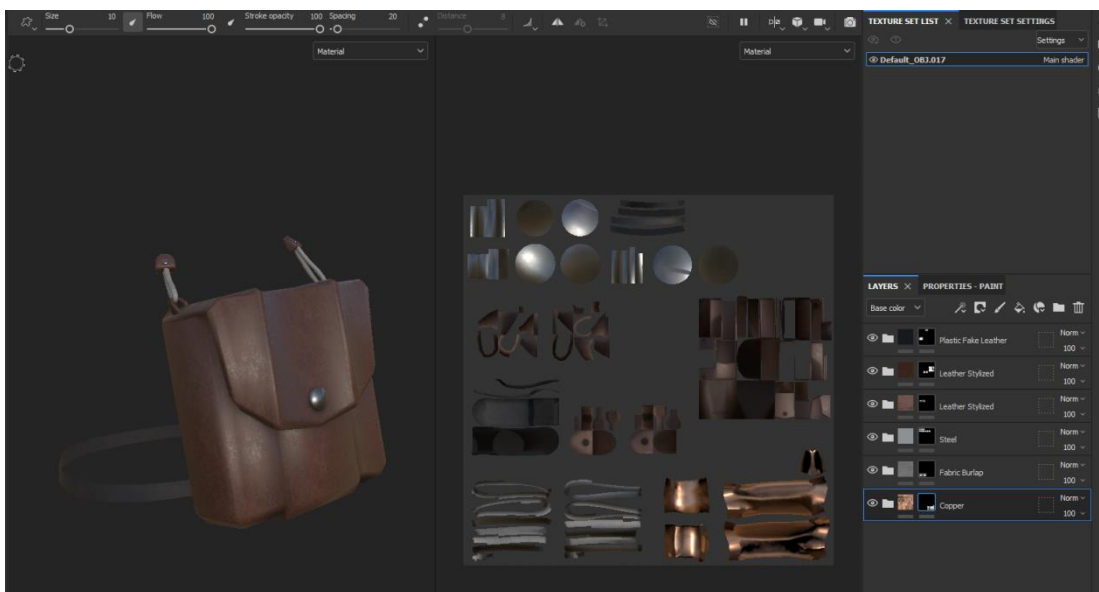 Size 10 Flow 100 Stroke opacity 100 Spacing 20 Distance 8
Material
Material
TEXTURE SET LIST × TEXTURE SET SETTINGS
Settings
Default_OBJ.017 Main shader
LAYERS × PROPERTIES - PAINT
Base color
Plastic Fake Leather Norm 100
Leather Stylized Norm 100
Leather Stylized Norm 100
Steel Norm 100
Fabric Burlap Norm 100
Copper Norm 100